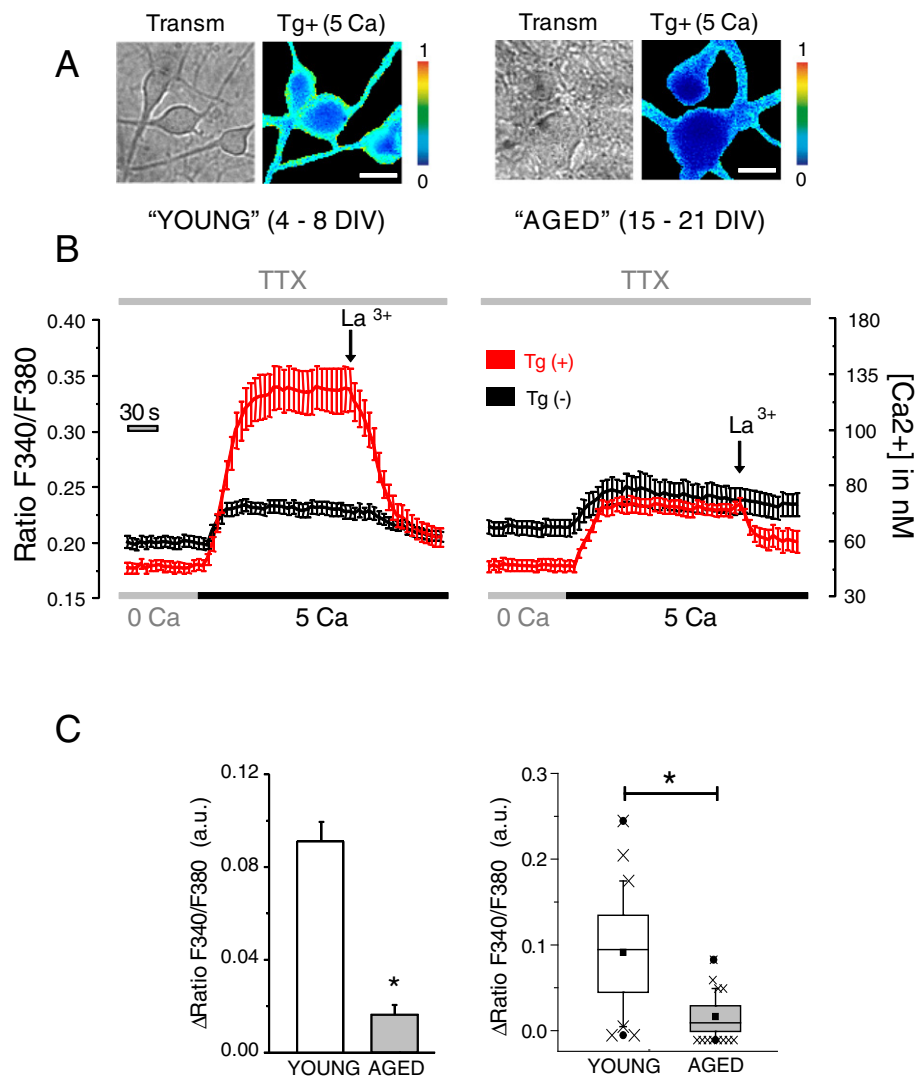 A
Transm
Tg+ (5 Ca)
1
0
Transm
Tg+ (5 Ca)
1
0
"YOUNG" (4 - 8 DIV)
"AGED" (15 - 21 DIV)
B
TTX
TTX
Ratio F340/F380
0.40
0.35
0.30
0.25
0.20
0.15
30 s
La 3+
0 Ca
5 Ca
Tg (+)
Tg (-)
La 3+
0 Ca
5 Ca
180
135
100
80
60
30
[Ca2+] in nM
C
ΔRatio F340/F380 (a.u.)
0.12
0.08
0.04
0.00
*
YOUNG
AGED
ΔRatio F340/F380 (a.u.)
0.3
0.2
0.1
0.0
*
YOUNG
AGED